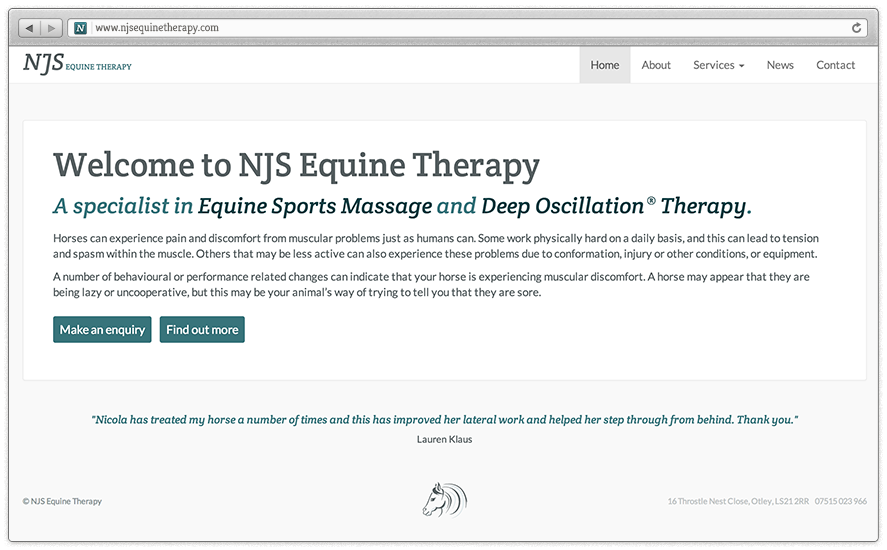 N www.njsequinetherapy.com
NJS EQUINE THERAPY
Home About Services News Contact
Welcome to NJS Equine Therapy
A specialist in Equine Sports Massage and Deep Oscillation® Therapy.
Horses can experience pain and discomfort from muscular problems just as humans can. Some work physically hard on a daily basis, and this can lead to tension
and spasm within the muscle. Others that may be less active can also experience these problems due to conformation, injury or other conditions, or equipment.
A number of behavioural or performance related changes can indicate that your horse is experiencing muscular discomfort. A horse may appear that they are
being lazy or uncooperative, but this may be your animal's way of trying to tell you that they are sore.
Make an enquiry Find out more
"Nicola has treated my horse a number of times and this has improved her lateral work and helped her step through from behind. Thank you."
Lauren Klaus
© NJS Equine Therapy 16 Throstle Nest Close, Otley, LS21 2RR 07515 023 966